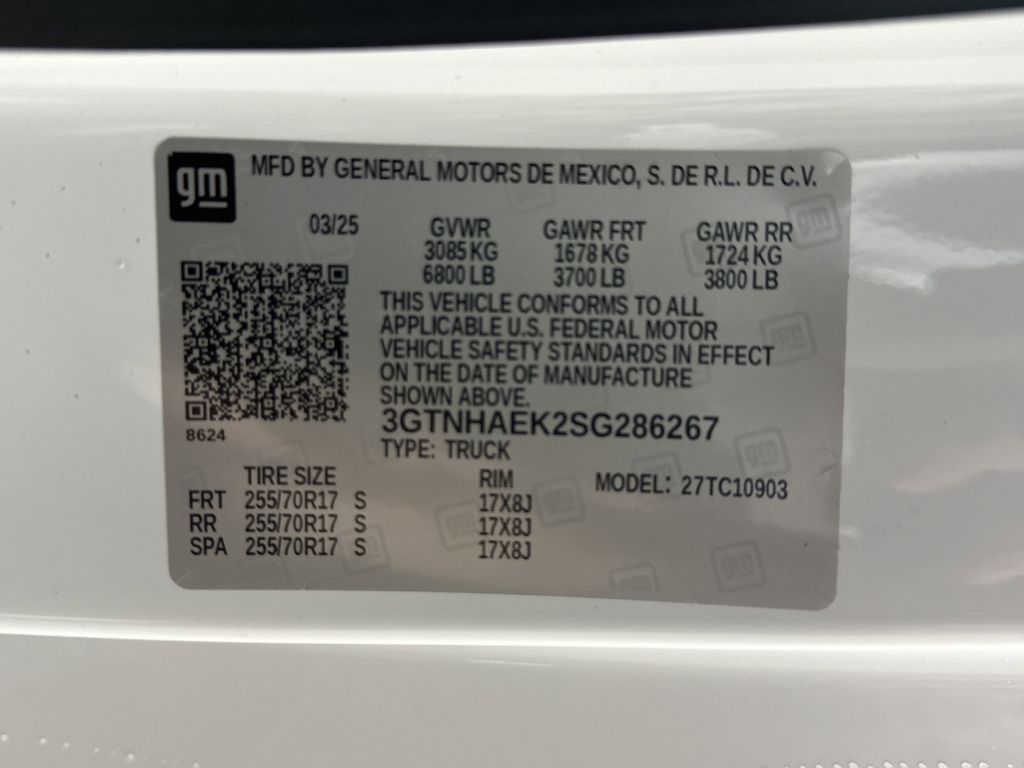 gm MFD BY GENERAL MOTORS DE MEXICO, S. DE R.L. DE C.V.
03/25 GVWR GAWR FRT GAWR RR
3085 KG 1678 KG 1724 KG
6800 LB 3700 LB 3800 LB
THIS VEHICLE CONFORMS TO ALL
APPLICABLE U.S. FEDERAL MOTOR
VEHICLE SAFETY STANDARDS IN EFFECT
ON THE DATE OF MANUFACTURE
SHOWN ABOVE.
3GTNHAEK2SG286267
8624
TYPE: TRUCK
TIRE SIZE RIM MODEL: 27TC10903
FRT 255/70R17 S 17X8J
RR 255/70R17 S 17X8J
SPA 255/70R17 S 17X8J